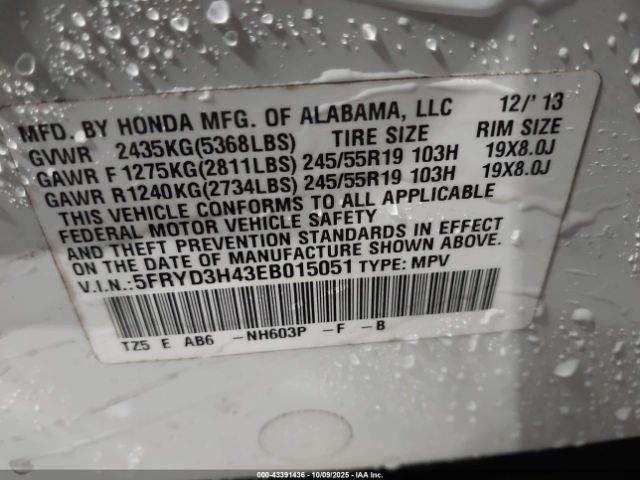 MFD. BY HONDA MFG. OF ALABAMA, LLC 12/'13
GVWR 2435KG(5368LBS) TIRE SIZE RIM SIZE
GAWR F 1275KG(2811LBS) 245/55R19 103H 19X8.0J
GAWR R1240KG(2734LBS) 245/55R19 103H 19X8.0J
THIS VEHICLE CONFORMS TO ALL APPLICABLE
FEDERAL MOTOR VEHICLE SAFETY
AND THEFT PREVENTION STANDARDS IN EFFECT
ON THE DATE OF MANUFACTURE SHOWN ABOVE.
V.I.N.:5FRYD3H43EB015051 TYPE: MPV
TZ5 E AB6 -NH603P -F -B
000-43391436 - 10/09/2025 - IAA Inc.